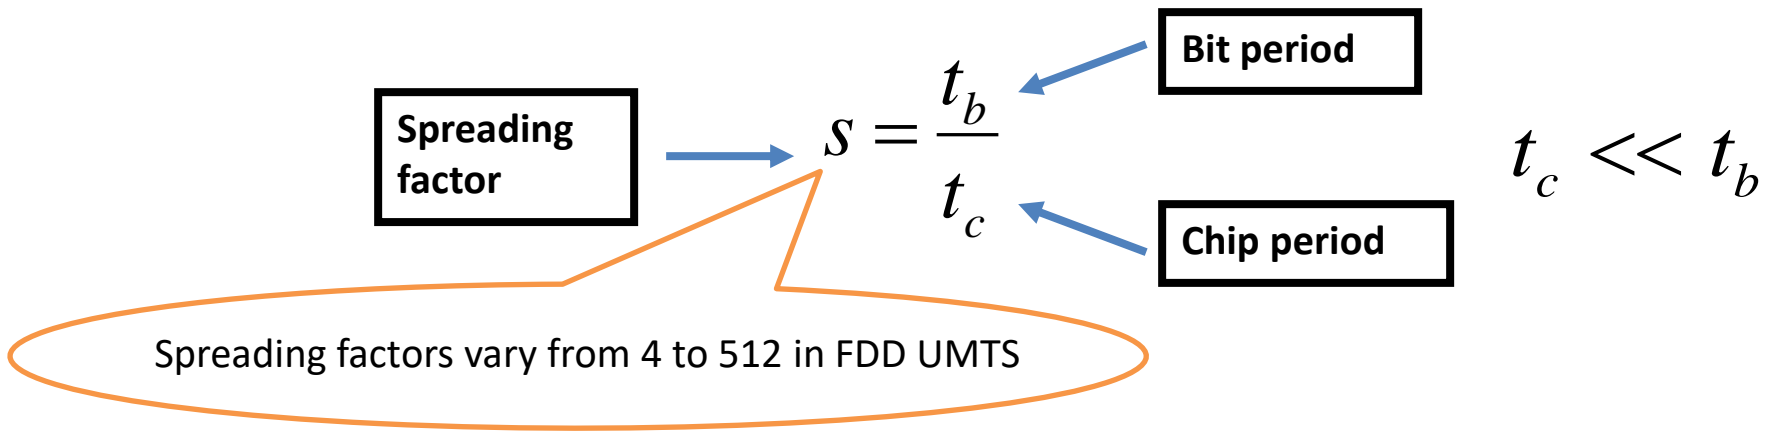 Bit period
Spreading
factor
s = t_b / t_c
t_c << t_b
Chip period
Spreading factors vary from 4 to 512 in FDD UMTS